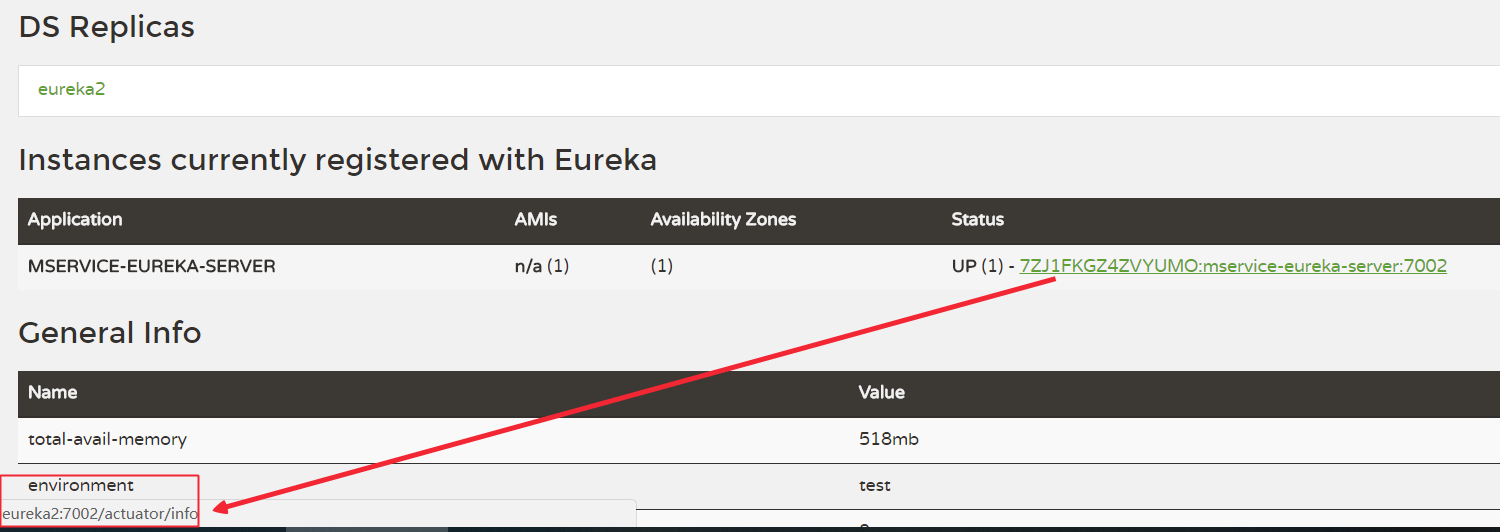 DS Replicas
eureka2
Instances currently registered with Eureka
Application AMIs Availability Zones Status
MSERVICE-EUREKA-SERVER n/a (1) (1) UP (1) - 7ZJ1FKGZ4ZVYUMO:mservice-eureka-server:7002
General Info
Name Value
total-avail-memory 518mb
environment test
eureka2:7002/actuator/info